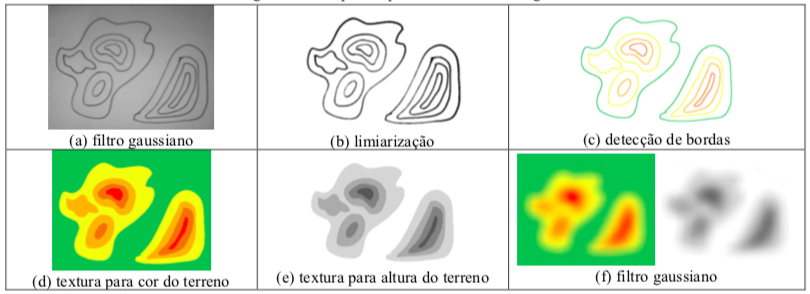 (a) filtro gaussiano
(b) limiarização
(c) detecção de bordas
(d) textura para cor do terreno
(e) textura para altura do terreno
(f) filtro gaussiano